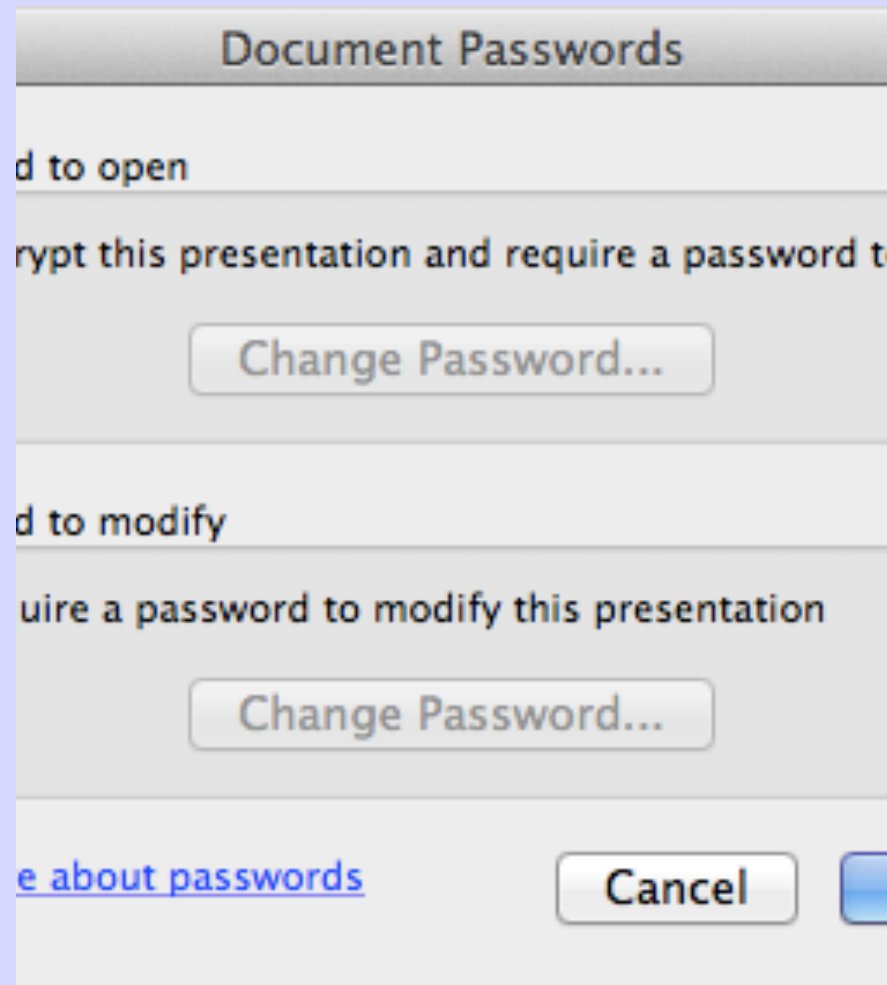 Document Passwords
d to open
rypt this presentation and require a password t
Change Password...
d to modify
uire a password to modify this presentation
Change Password...
e about passwords
Cancel